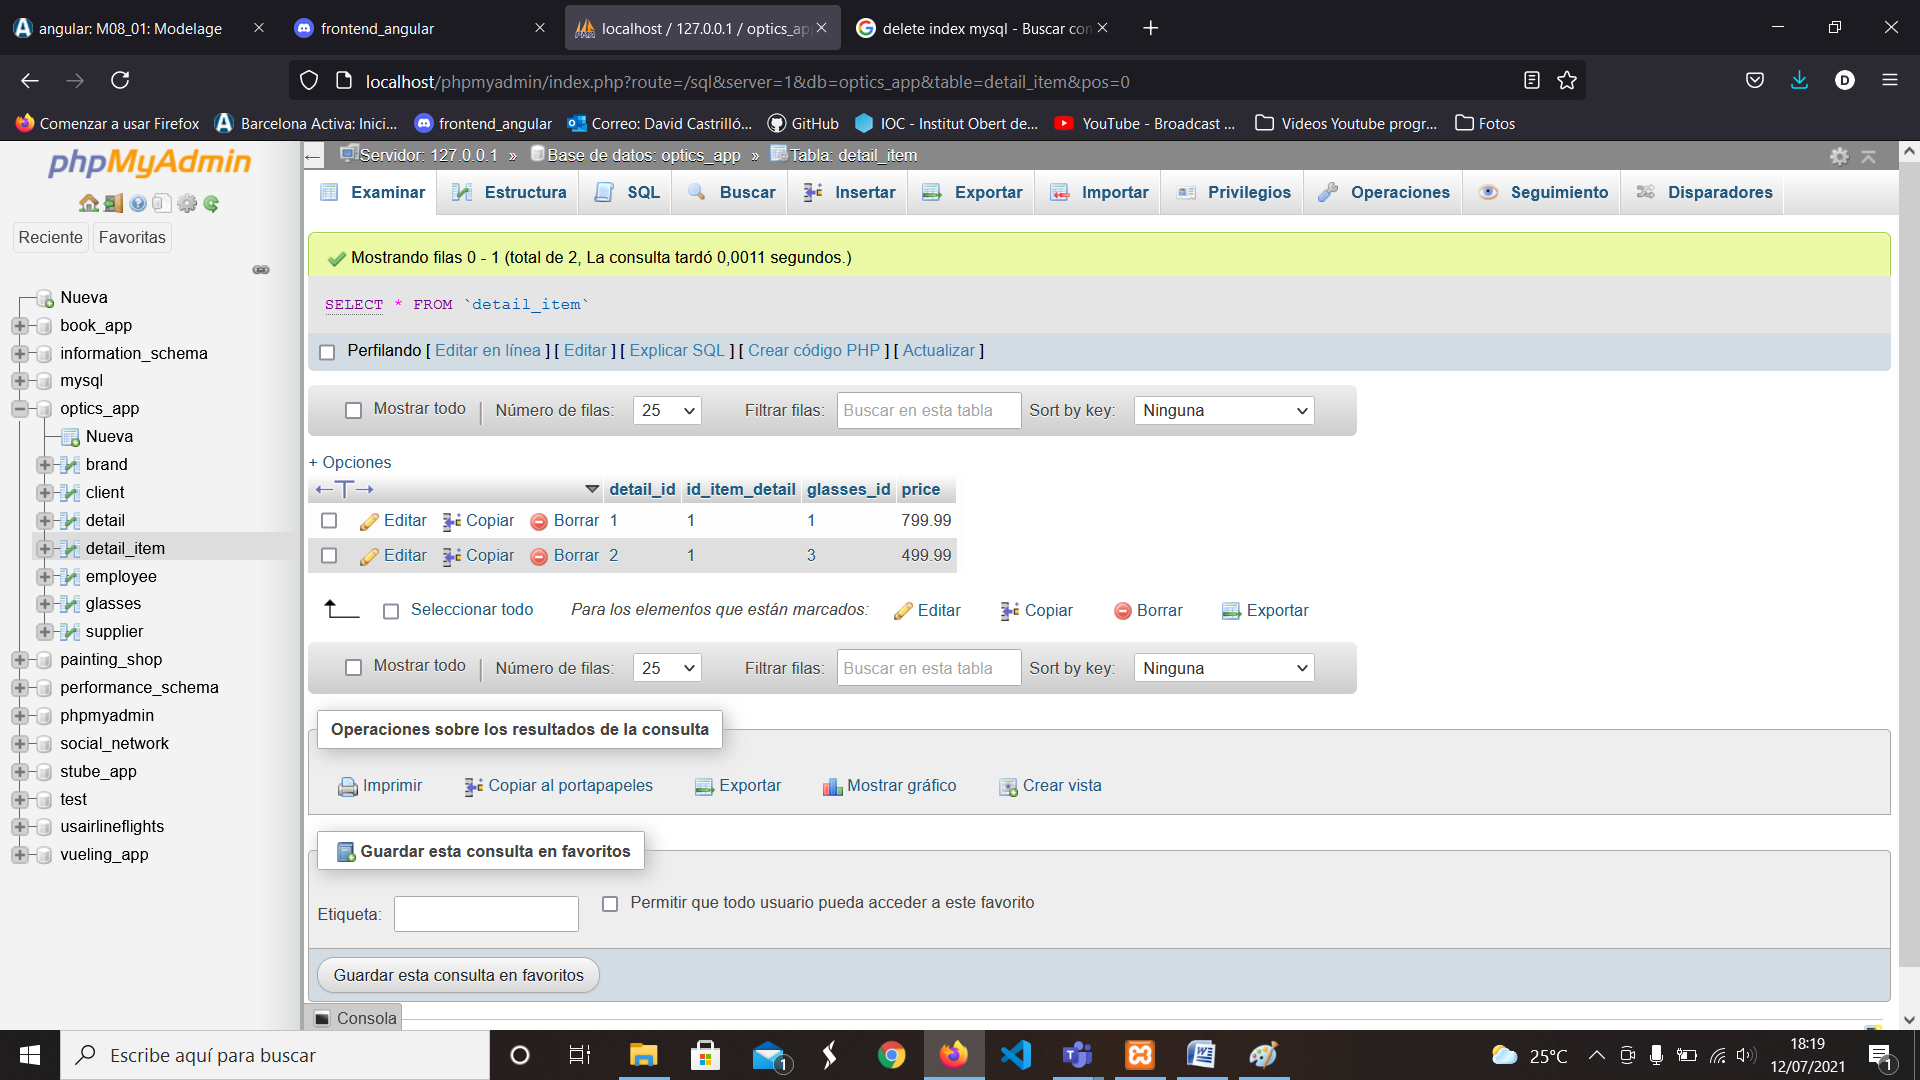 angular: M08_01: Modelage
frontend_angular
localhost / 127.0.0.1 / optics_ap
delete index mysql - Buscar con
localhost/phpmyadmin/index.php?route=/sql&server=1&db=optics_app&table=detail_item&pos=0
D
Comenzar a usar Firefox
Barcelona Activa: Inici...
frontend_angular
Correo: David Castrilló...
GitHub
IOC - Institut Obert de...
YouTube - Broadcast ...
Videos Youtube progr...
Fotos
phpMyAdmin
Reciente
Favoritas
Nueva
book_app
information_schema
mysql
optics_app
Nueva
brand
client
detail
detail_item
employee
glasses
supplier
painting_shop
performance_schema
phpmyadmin
social_network
stube_app
test
usairlineflights
vueling_app
Servidor: 127.0.0.1 » Base de datos: optics_app » Tabla: detail_item
Examinar
Estructura
SQL
Buscar
Insertar
Exportar
Importar
Privilegios
Operaciones
Seguimiento
Disparadores
Mostrando filas 0 - 1 (total de 2, La consulta tardó 0,0011 segundos.)
SELECT * FROM `detail_item`
Perfilando [ Editar en línea ] [ Editar ] [ Explicar SQL ] [ Crear código PHP ] [ Actualizar ]
Mostrar todo | Número de filas: 25 Filtrar filas: Buscar en esta tabla Sort by key: Ninguna
+ Opciones
←T→ detail_id id_item_detail glasses_id price
Editar Copiar Borrar 1 1 1 799.99
Editar Copiar Borrar 2 1 3 499.99
Seleccionar todo Para los elementos que están marcados: Editar Copiar Borrar Exportar
Mostrar todo | Número de filas: 25 Filtrar filas: Buscar en esta tabla Sort by key: Ninguna
Operaciones sobre los resultados de la consulta
Imprimir Copiar al portapapeles Exportar Mostrar gráfico Crear vista
Guardar esta consulta en favoritos
Etiqueta: Permitir que todo usuario pueda acceder a este favorito
Guardar esta consulta en favoritos
Consola
Escribe aquí para buscar
1
25°C
18:19
12/07/2021
1